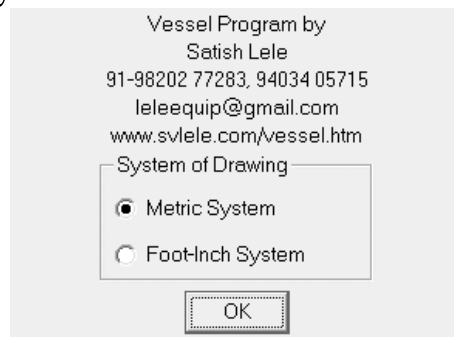 Vessel Program by
Satish Lele
91-98202 77283, 94034 05715
leleequip@gmail.com
www.svlele.com/vessel.htm
System of Drawing
Metric System
Foot-Inch System
OK